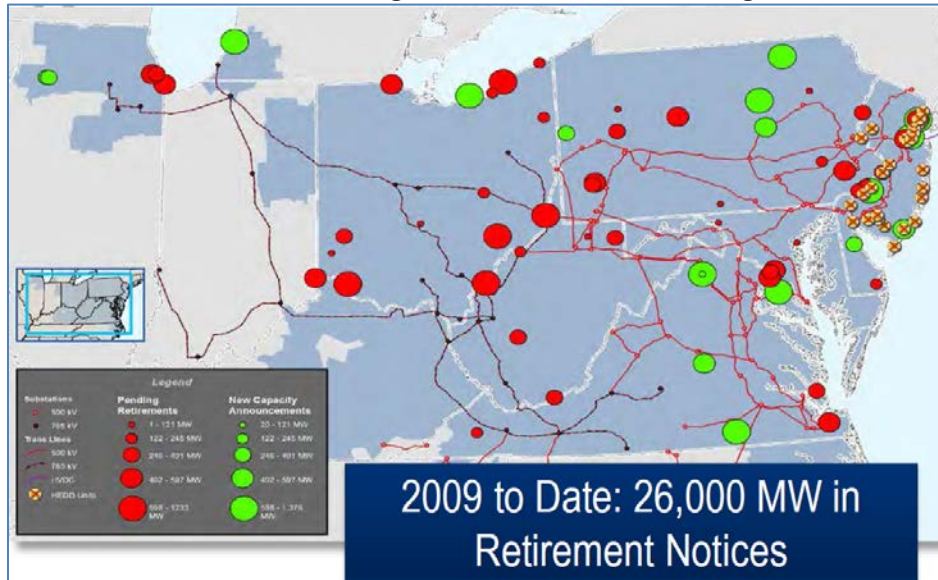 Legend
Substations
500 kV
765 kV
Trans Lines
500 kV
765 kV
HVDC
HEDD Units
Pending
Retirements
1 - 121 MW
122 - 245 MW
246 - 401 MW
402 - 597 MW
MW
New Capacity
Announcements
20 - 121 MW
122 - 245 MW
246 - 401 MW
402 - 597 MW
MW
2009 to Date: 26,000 MW in
Retirement Notices